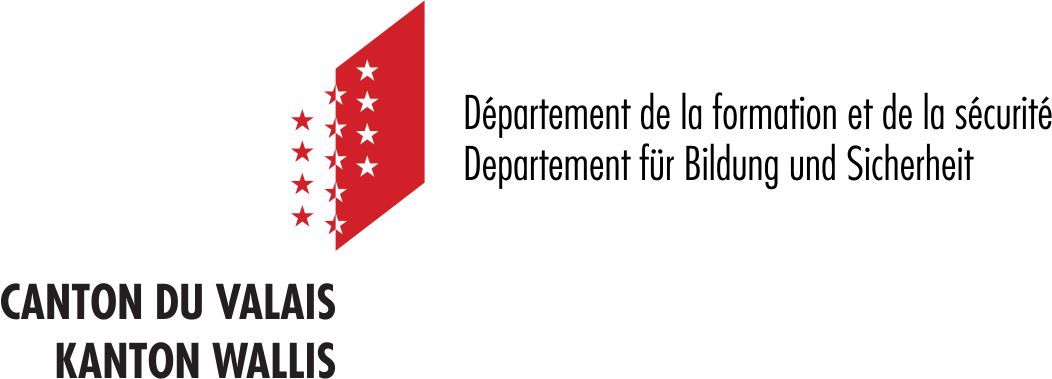 Département de la formation et de la sécurité
Departement für Bildung und Sicherheit
CANTON DU VALAIS
KANTON WALLIS